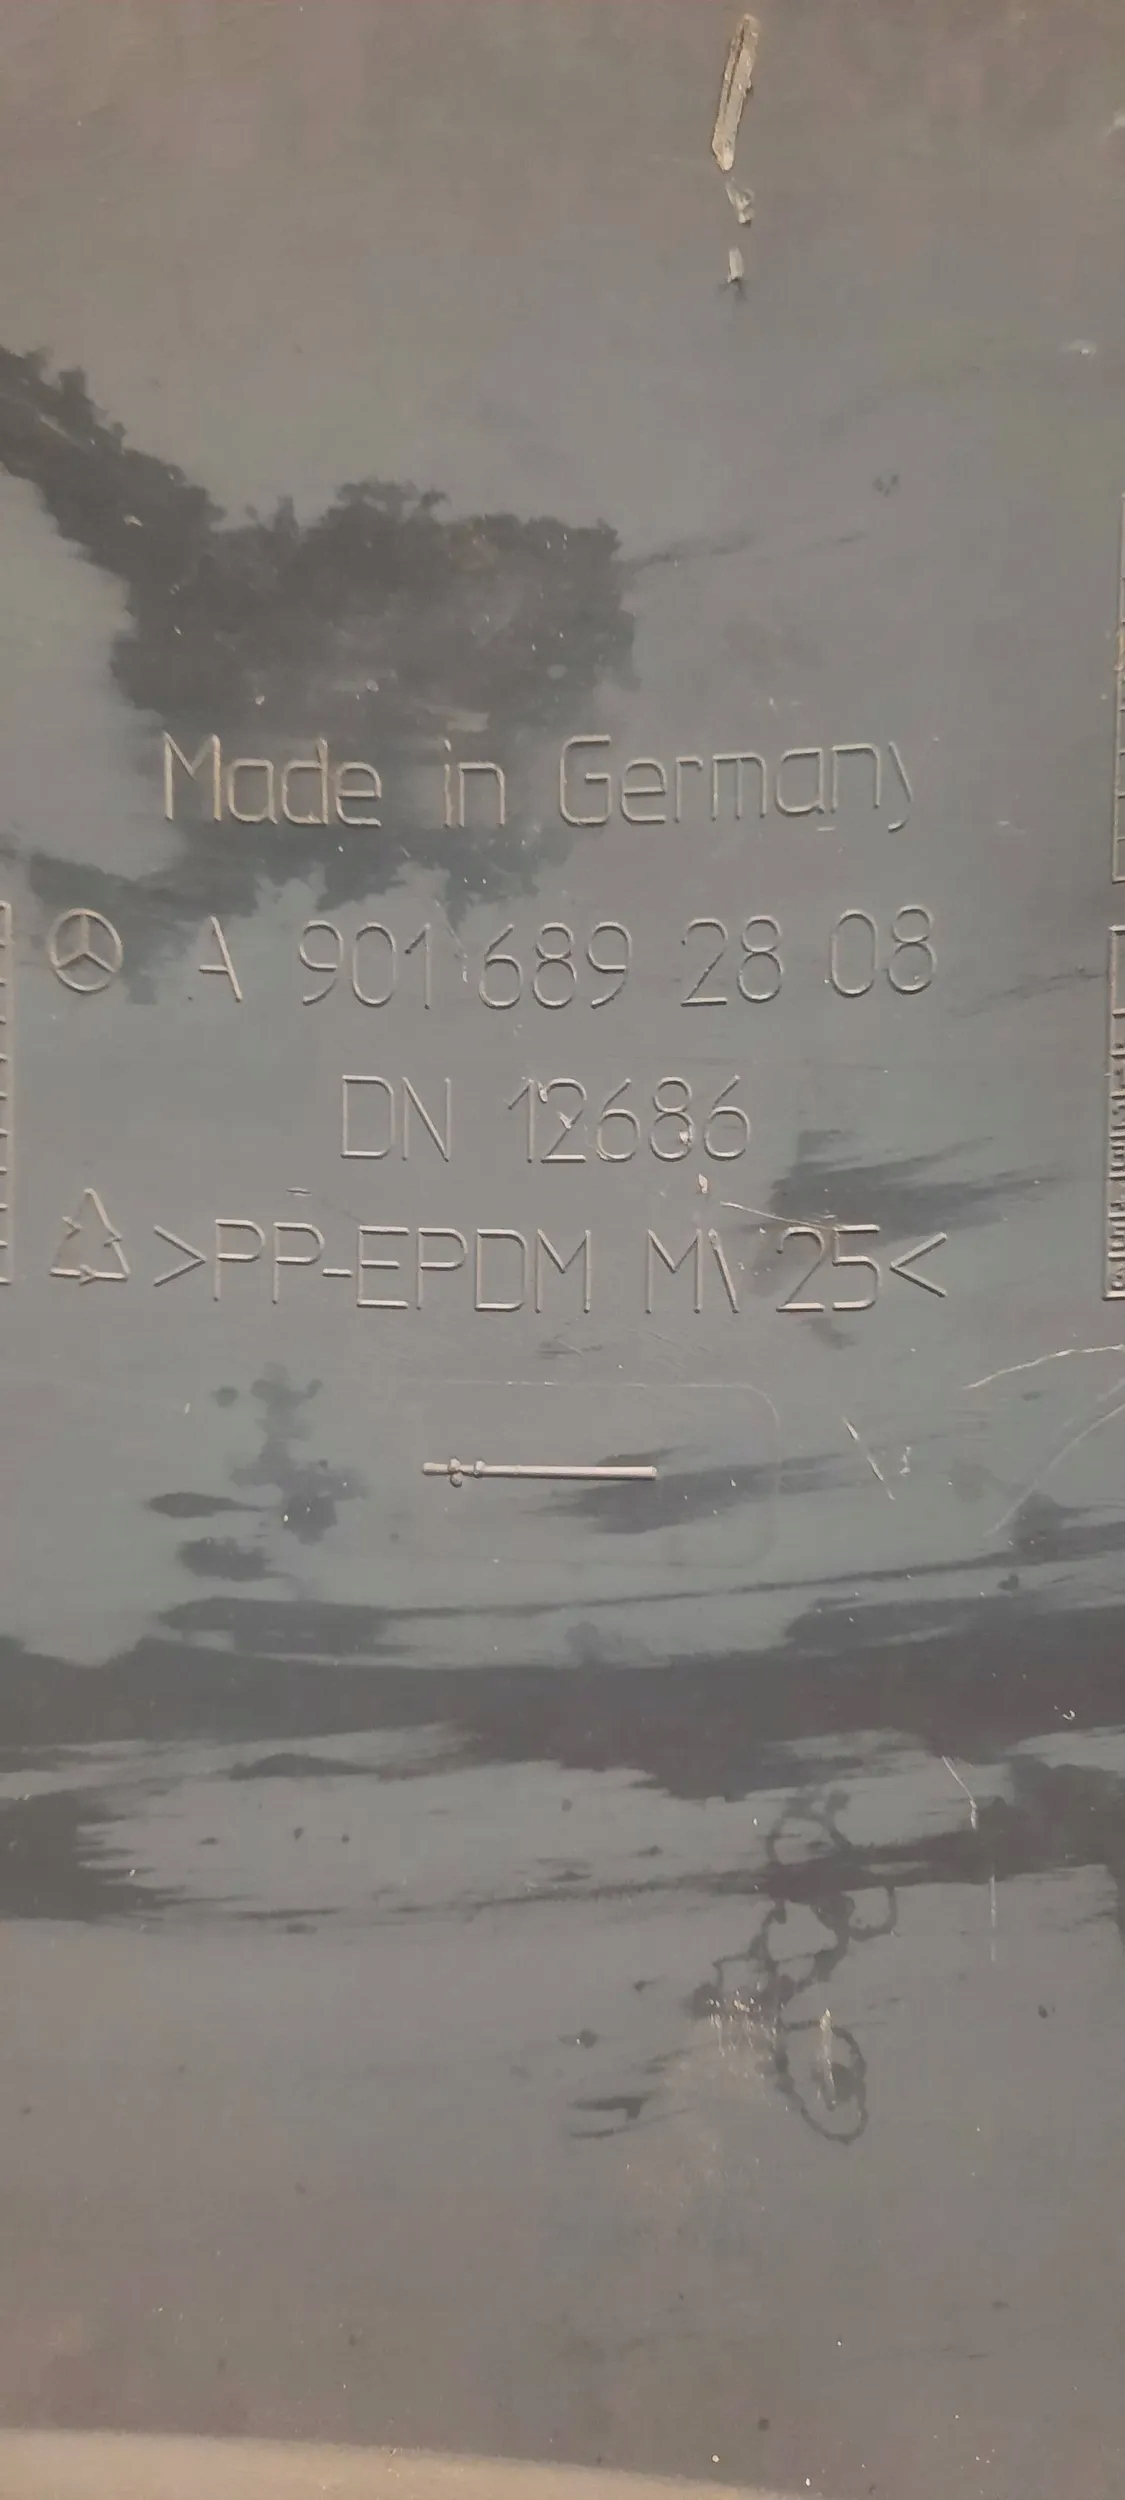 Made in Germany
A 901 689 28 08
DN 12686
>PP-EPDM MV 25<